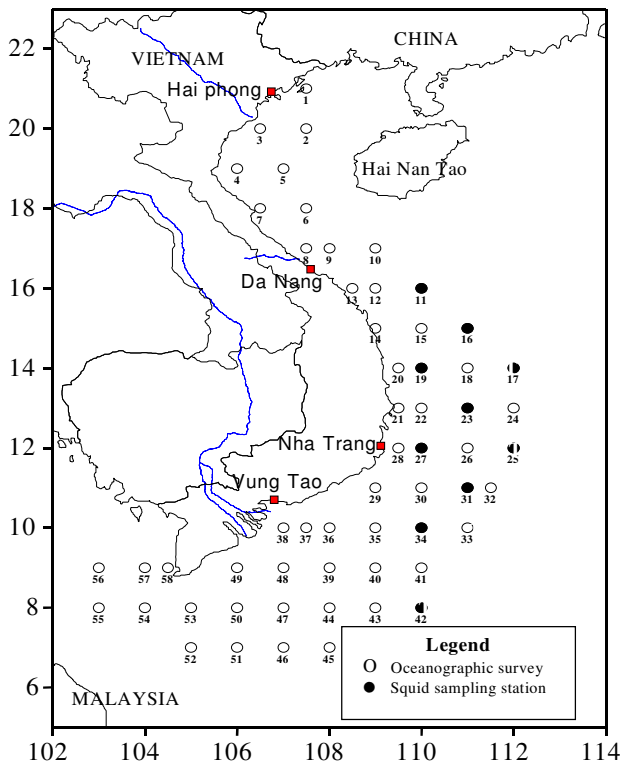 22
20
18
16
14
12
10
8
6
CHINA
VIETNAM
Hai phong
1
3 2
Hai Nan Tao
4 5
7 6
8 9 10
Da Nang
13 12 11
14 15 16
20 19 18 17
21 22 23 24
Nha Trang
28 27 26 25
Vung Tao
29 30 31 32
38 37 36 35 34 33
56 57 58 49 48 39 40 41
55 54 53 50 47 44 43 42
52 51 46 45
Legend
Oceanographic survey
Squid sampling station
MALAYSIA
102 104 106 108 110 112 114